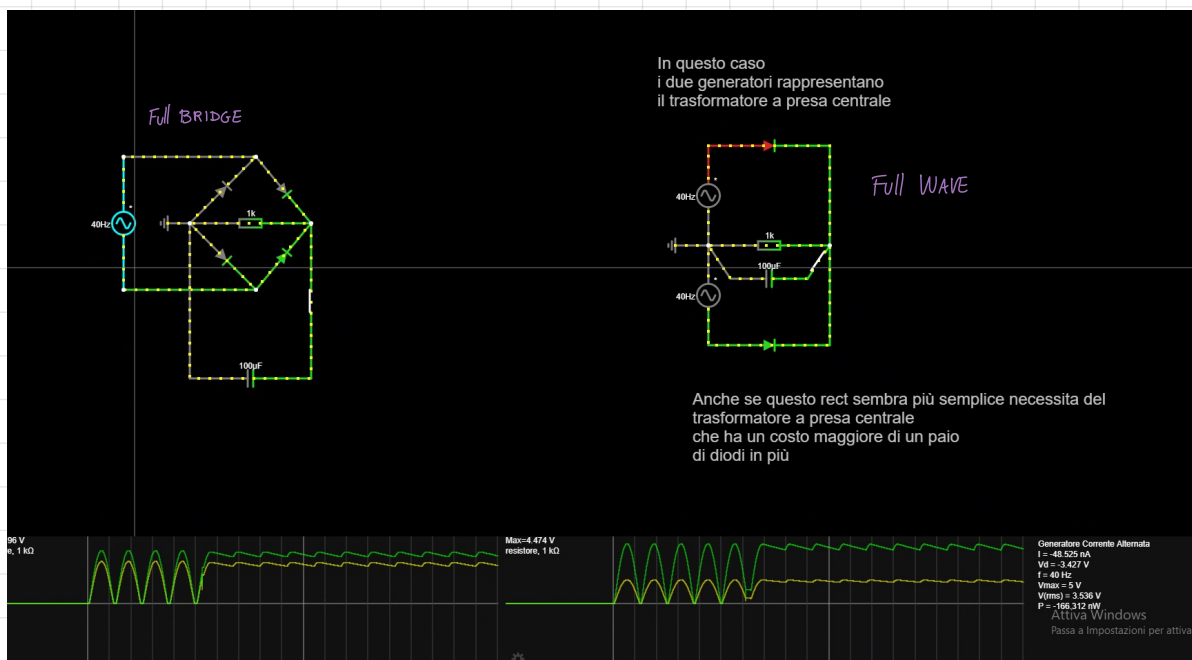 In questo caso
i due generatori rappresentano
il trasformatore a presa centrale
Full BRIDGE
Full WAVE
40Hz
1k
100µF
40Hz
1k
100µF
40Hz
Anche se questo rect sembra più semplice necessita del
trasformatore a presa centrale
che ha un costo maggiore di un paio
di diodi in più
96 V
e, 1 kΩ
Max=4.474 V
resistore, 1 kΩ
Generatore Corrente Alternata
I = -48.525 nA
Vd = -3.427 V
f = 40 Hz
Vmax = 5 V
V(rms) = 3.536 V
P = -166.312 nW
Attiva Windows
Passa a Impostazioni per attiva